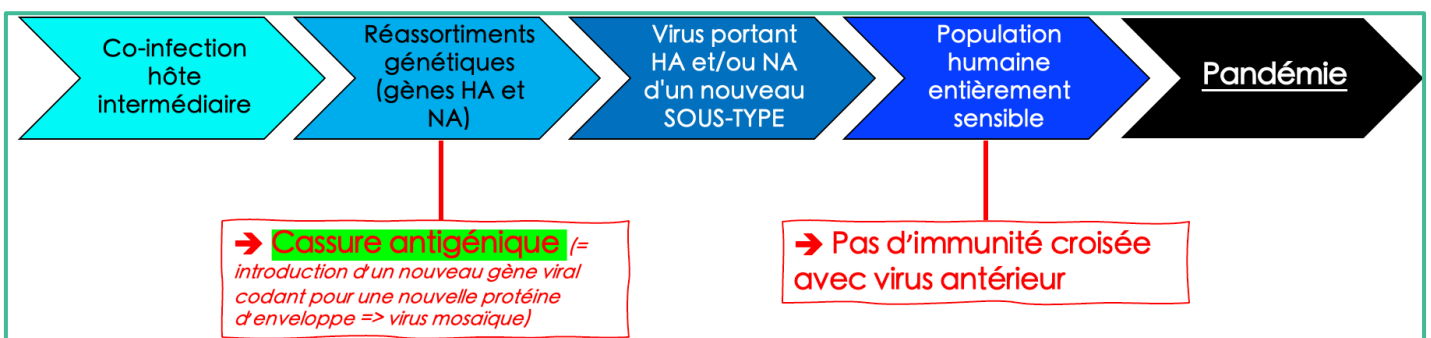 Co-infection
hôte
intermédiaire
Réassortiments
génétiques
(gènes HA et
NA)
Virus portant
HA et/ou NA
d'un nouveau
SOUS-TYPE
Population
humaine
entièrement
sensible
Pandémie
➔ Cassure antigénique (=
introduction d'un nouveau gène viral
codant pour une nouvelle protéine
d'enveloppe => virus mosaïque)
➔ Pas d'immunité croisée
avec virus antérieur